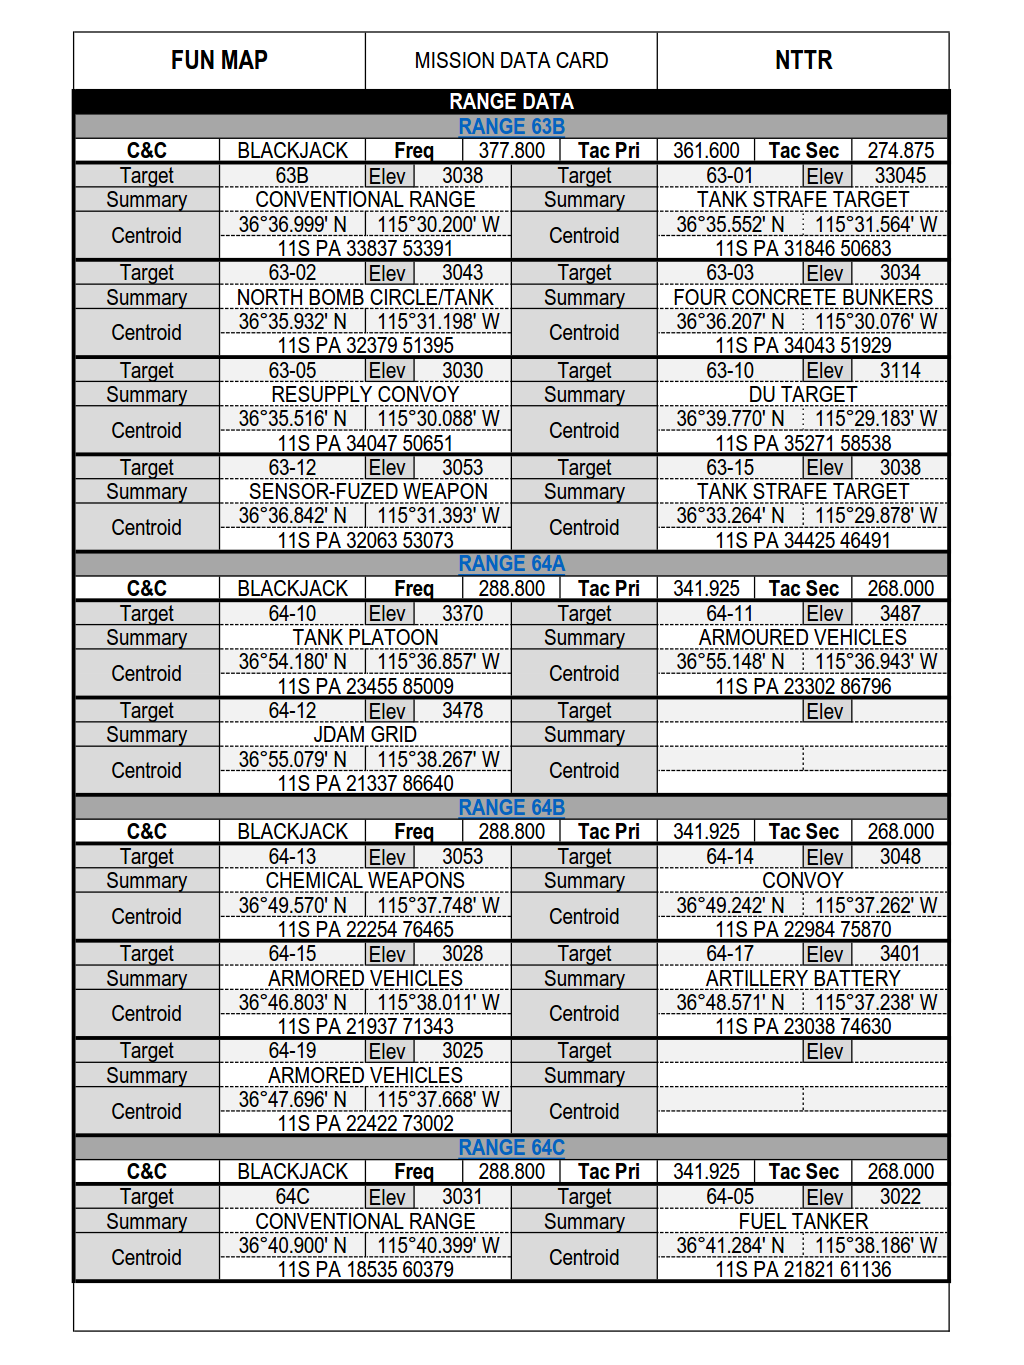 FUN MAP MISSION DATA CARD NTTR
RANGE DATA
RANGE 63B
C&C BLACKJACK Freq 377.800 Tac Pri 361.600 Tac Sec 274.875
Target 63B Elev 3038 Target 63-01 Elev 33045
Summary CONVENTIONAL RANGE Summary TANK STRAFE TARGET
Centroid 36°36.999' N 115°30.200' W Centroid 36°35.552' N 115°31.564' W
11S PA 33837 53391 11S PA 31846 50683
Target 63-02 Elev 3043 Target 63-03 Elev 3034
Summary NORTH BOMB CIRCLE/TANK Summary FOUR CONCRETE BUNKERS
Centroid 36°35.932' N 115°31.198' W Centroid 36°36.207' N 115°30.076' W
11S PA 32379 51395 11S PA 34043 51929
Target 63-05 Elev 3030 Target 63-10 Elev 3114
Summary RESUPPLY CONVOY Summary DU TARGET
Centroid 36°35.516' N 115°30.088' W Centroid 36°39.770' N 115°29.183' W
11S PA 34047 50651 11S PA 35271 58538
Target 63-12 Elev 3053 Target 63-15 Elev 3038
Summary SENSOR-FUZED WEAPON Summary TANK STRAFE TARGET
Centroid 36°36.842' N 115°31.393' W Centroid 36°33.264' N 115°29.878' W
11S PA 32063 53073 11S PA 34425 46491
RANGE 64A
C&C BLACKJACK Freq 288.800 Tac Pri 341.925 Tac Sec 268.000
Target 64-10 Elev 3370 Target 64-11 Elev 3487
Summary TANK PLATOON Summary ARMOURED VEHICLES
Centroid 36°54.180' N 115°36.857' W Centroid 36°55.148' N 115°36.943' W
11S PA 23455 85009 11S PA 23302 86796
Target 64-12 Elev 3478 Target Elev
Summary JDAM GRID Summary
Centroid 36°55.079' N 115°38.267' W Centroid
11S PA 21337 86640
RANGE 64B
C&C BLACKJACK Freq 288.800 Tac Pri 341.925 Tac Sec 268.000
Target 64-13 Elev 3053 Target 64-14 Elev 3048
Summary CHEMICAL WEAPONS Summary CONVOY
Centroid 36°49.570' N 115°37.748' W Centroid 36°49.242' N 115°37.262' W
11S PA 22254 76465 11S PA 22984 75870
Target 64-15 Elev 3028 Target 64-17 Elev 3401
Summary ARMORED VEHICLES Summary ARTILLERY BATTERY
Centroid 36°46.803' N 115°38.011' W Centroid 36°48.571' N 115°37.238' W
11S PA 21937 71343 11S PA 23038 74630
Target 64-19 Elev 3025 Target Elev
Summary ARMORED VEHICLES Summary
Centroid 36°47.696' N 115°37.668' W Centroid
11S PA 22422 73002
RANGE 64C
C&C BLACKJACK Freq 288.800 Tac Pri 341.925 Tac Sec 268.000
Target 64C Elev 3031 Target 64-05 Elev 3022
Summary CONVENTIONAL RANGE Summary FUEL TANKER
Centroid 36°40.900' N 115°40.399' W Centroid 36°41.284' N 115°38.186' W
11S PA 18535 60379 11S PA 21821 61136